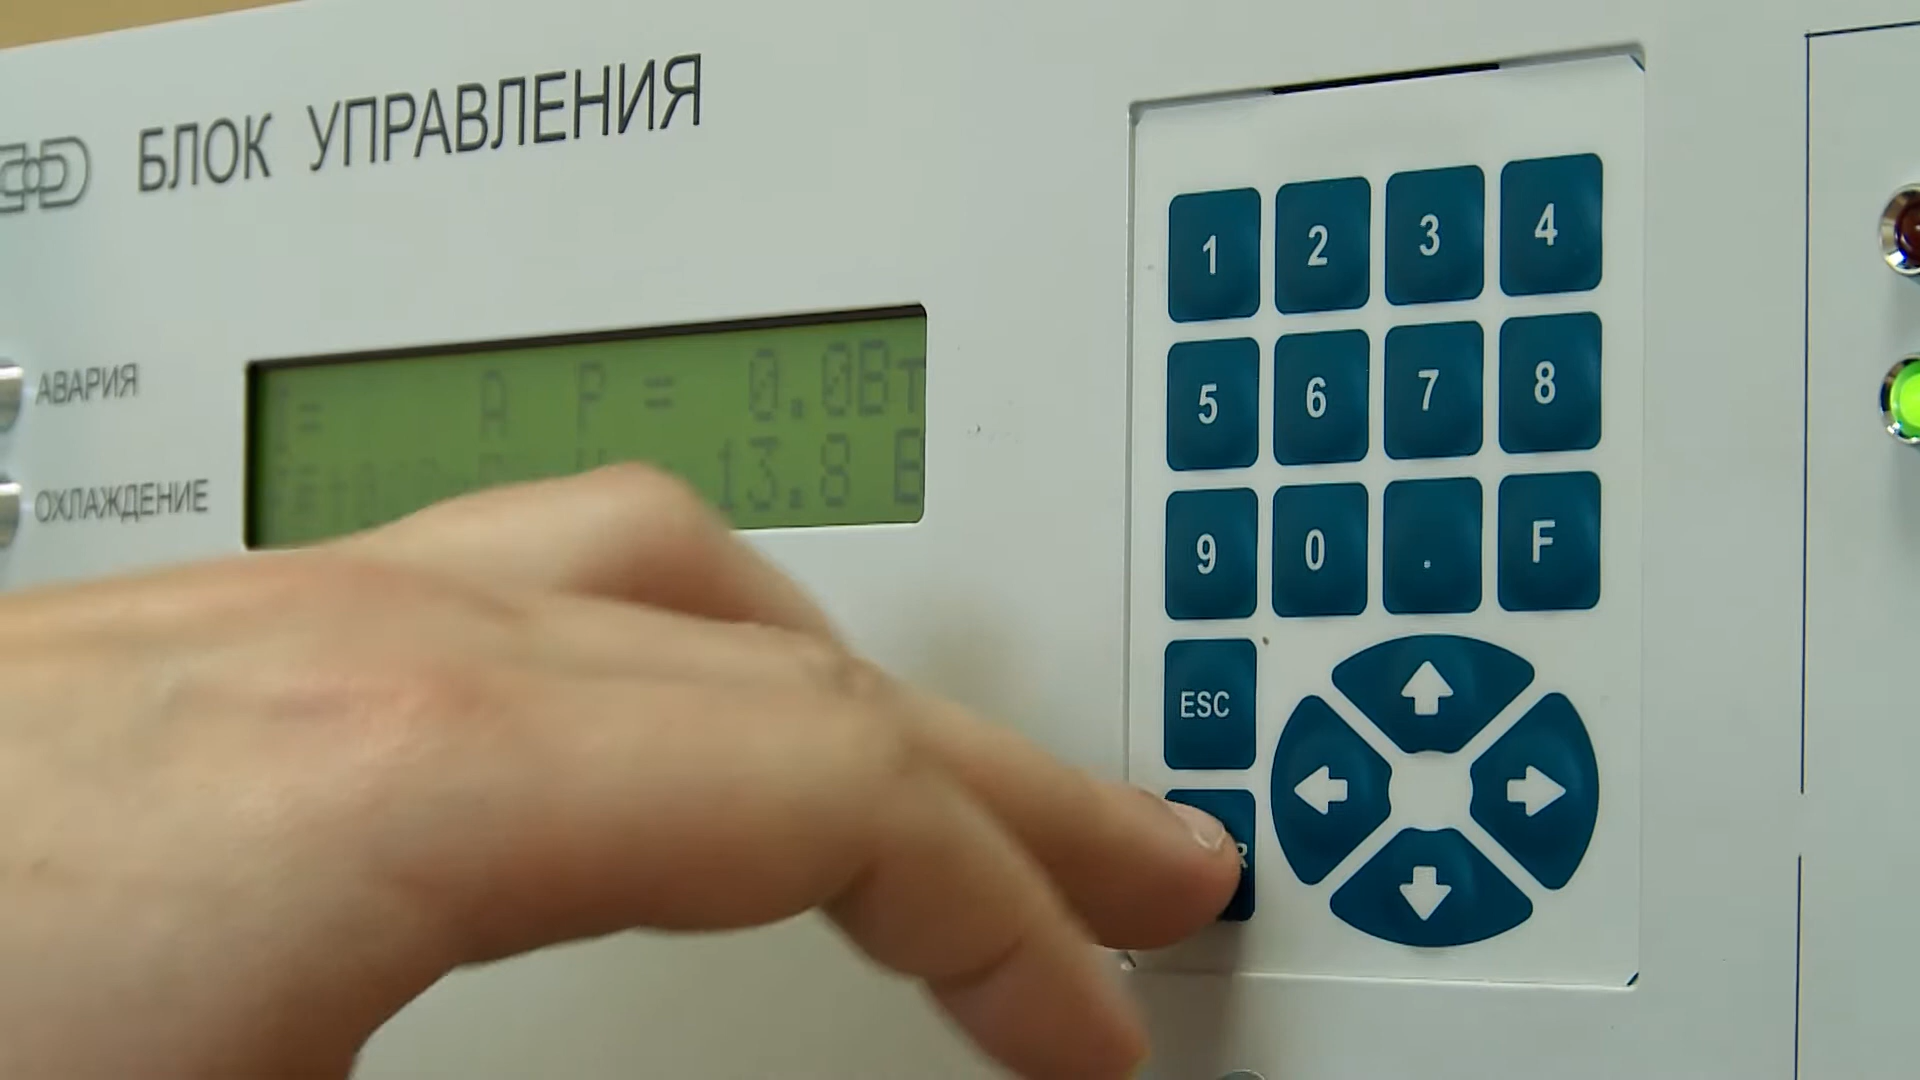 БЛОК УПРАВЛЕНИЯ
АВАРИЯ
ОХЛАЖДЕНИЕ
I= A P = 0.0Вт
13.8 В
1 2 3 4
5 6 7 8
9 0 . F
ESC